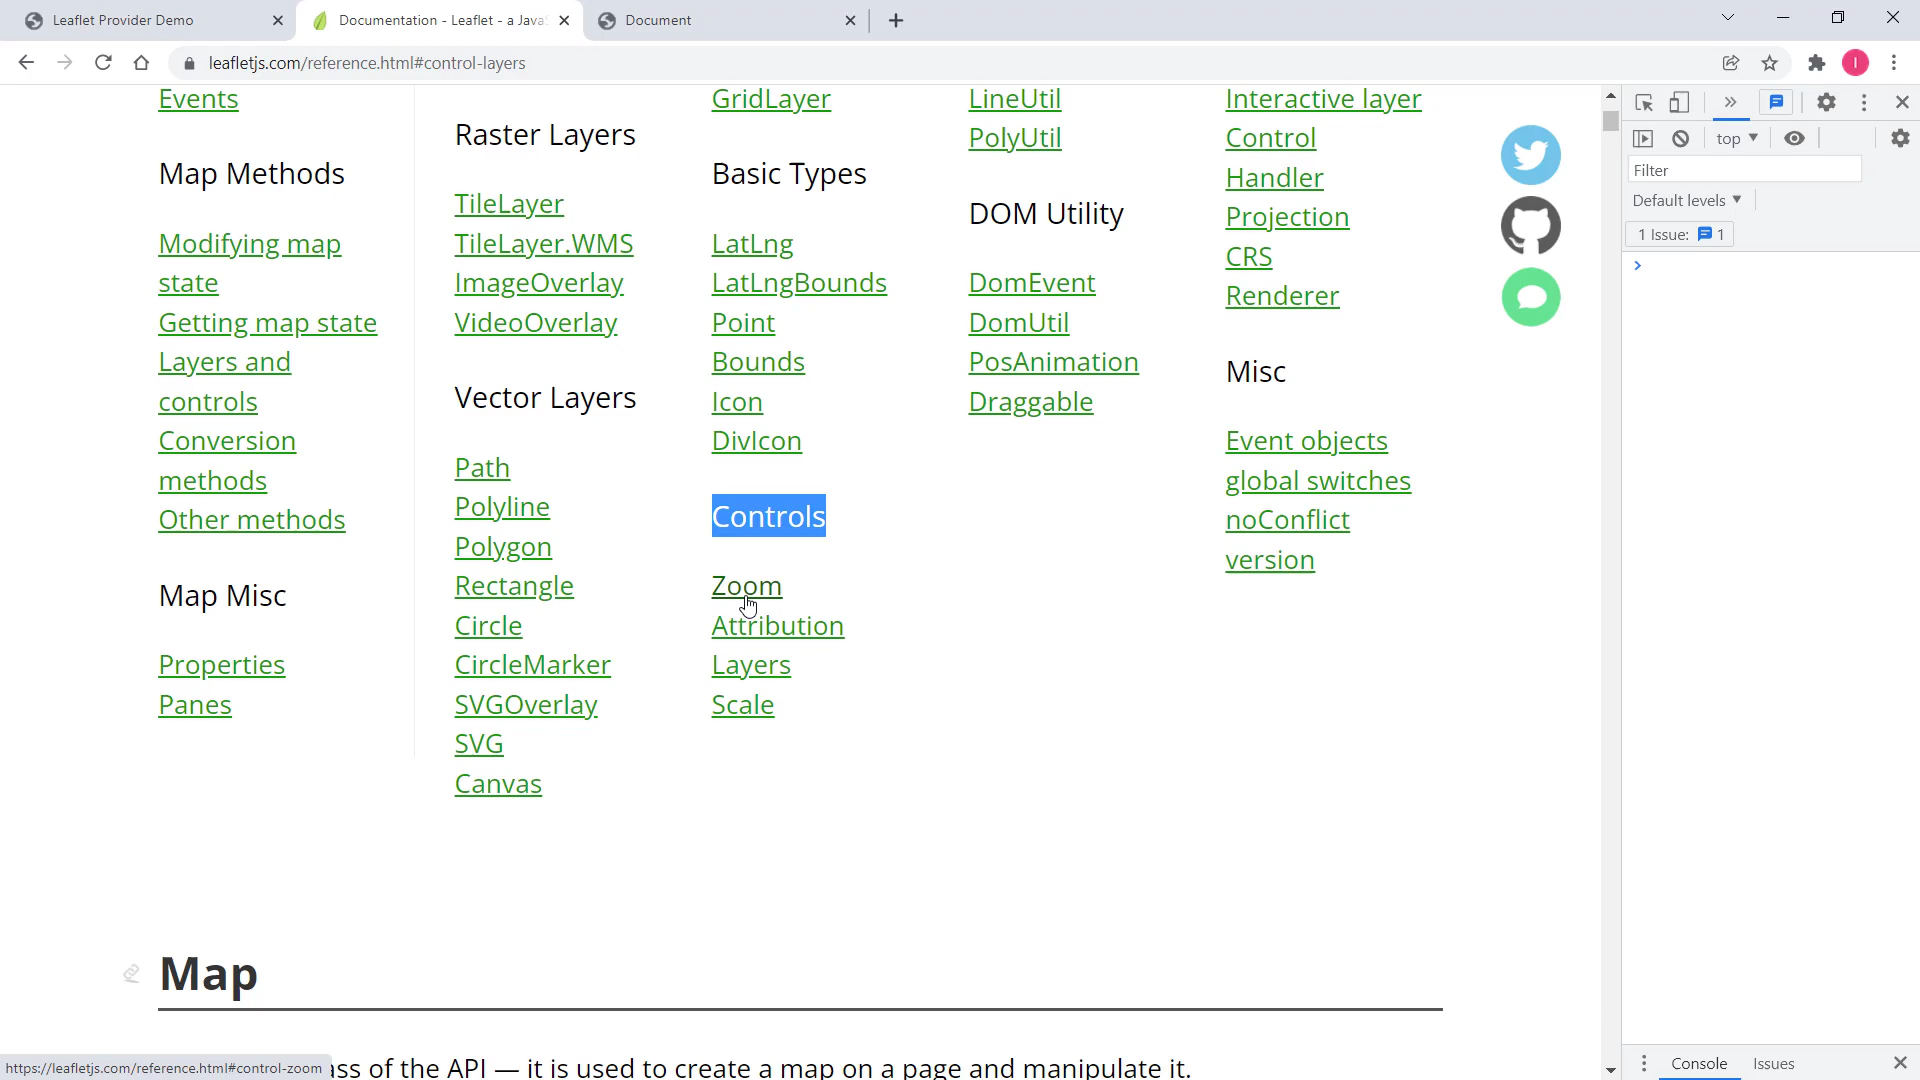 Leaflet Provider Demo
Documentation - Leaflet - a Java
Document
leafletjs.com/reference.html#control-layers
Events
Map Methods
Modifying map
state
Getting map state
Layers and
controls
Conversion
methods
Other methods
Map Misc
Properties
Panes
Raster Layers
TileLayer
TileLayer.WMS
ImageOverlay
VideoOverlay
Vector Layers
Path
Polyline
Polygon
Rectangle
Circle
CircleMarker
SVGOverlay
SVG
Canvas
GridLayer
Basic Types
LatLng
LatLngBounds
Point
Bounds
Icon
DivIcon
Controls
Zoom
Attribution
Layers
Scale
LineUtil
PolyUtil
DOM Utility
DomEvent
DomUtil
PosAnimation
Draggable
Interactive layer
Control
Handler
Projection
CRS
Renderer
Misc
Event objects
global switches
noConflict
version
Map
ass of the API — it is used to create a map on a page and manipulate it.
https://leafletjs.com/reference.html#control-zoom
I
top
Filter
Default levels
1 Issue: 1
Console
Issues